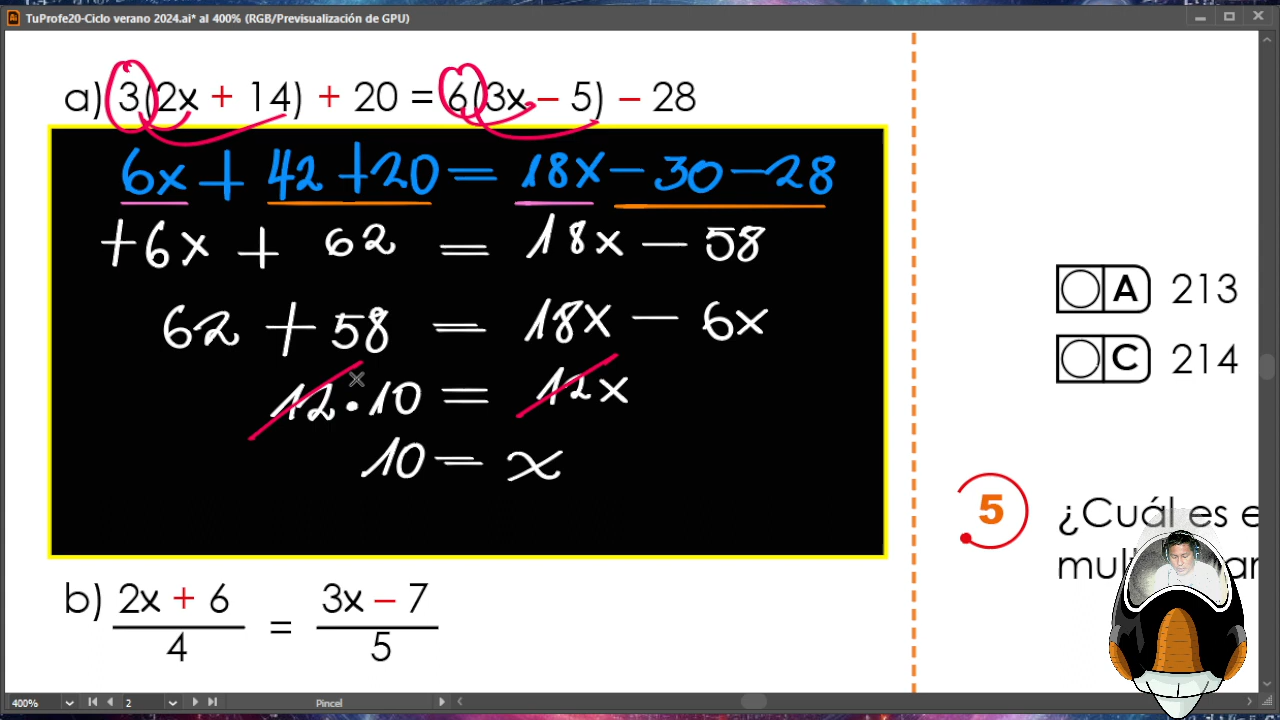 TuProfe20-Ciclo verano 2024.ai* al 400% (RGB/Previsualización de GPU)
a) 3(2x + 14) + 20 = 6(3x - 5) - 28
6x + 42 + 20 = 18x - 30 - 28
+6x + 62 = 18x - 58
62 + 58 = 18x - 6x
12 · 10 = 12x
10 = x
b) 2x + 6 / 4 = 3x - 7 / 5
A 213
C 214
5 ¿Cuál es
400%
2
Pincel